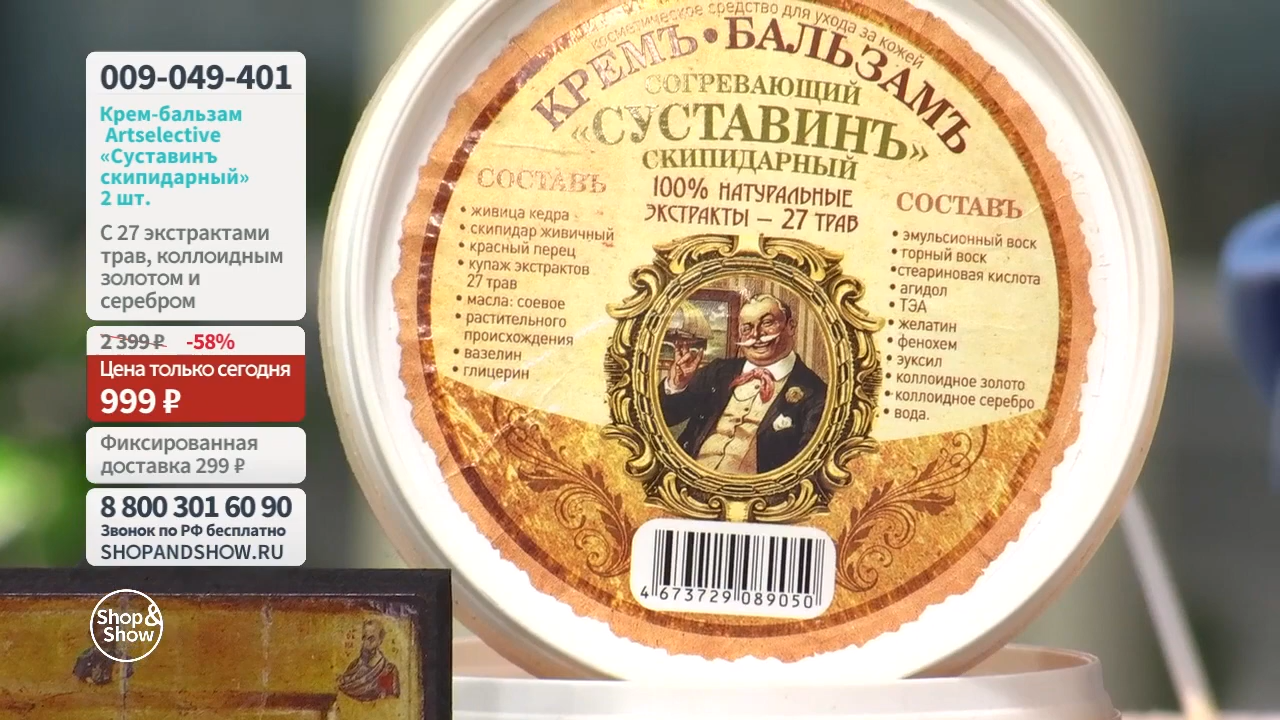 009-049-401
Крем-бальзам
Artselective
«Суставинъ
скипидарный»
2 шт.
С 27 экстрактами
трав, коллоидным
золотом и
серебром
2 399 ₽ -58%
Цена только сегодня
999 ₽
Фиксированная
доставка 299 ₽
8 800 301 60 90
Звонок по РФ бесплатно
SHOPANDSHOW.RU
Shop&
Show
косметическое средство для ухода за кожей
КРЕМЪ•БАЛЬЗАМЪ
СОГРЕВАЮЩИЙ
«СУСТАВИНЪ»
СКИПИДАРНЫЙ
100% НАТУРАЛЬНЫЕ
ЭКСТРАКТЫ — 27 ТРАВ
СОСТАВЪ
• живица кедра
• скипидар живичный
• красный перец
• купаж экстрактов
27 трав
• масла: соевое
• растительного
происхождения
• вазелин
• глицерин
СОСТАВЪ
• эмульсионный воск
• горный воск
• стеариновая кислота
• агидол
• ТЭА
• желатин
• фенохем
• эуксил
• коллоидное золото
• коллоидное серебро
• вода.
4 673729 089050